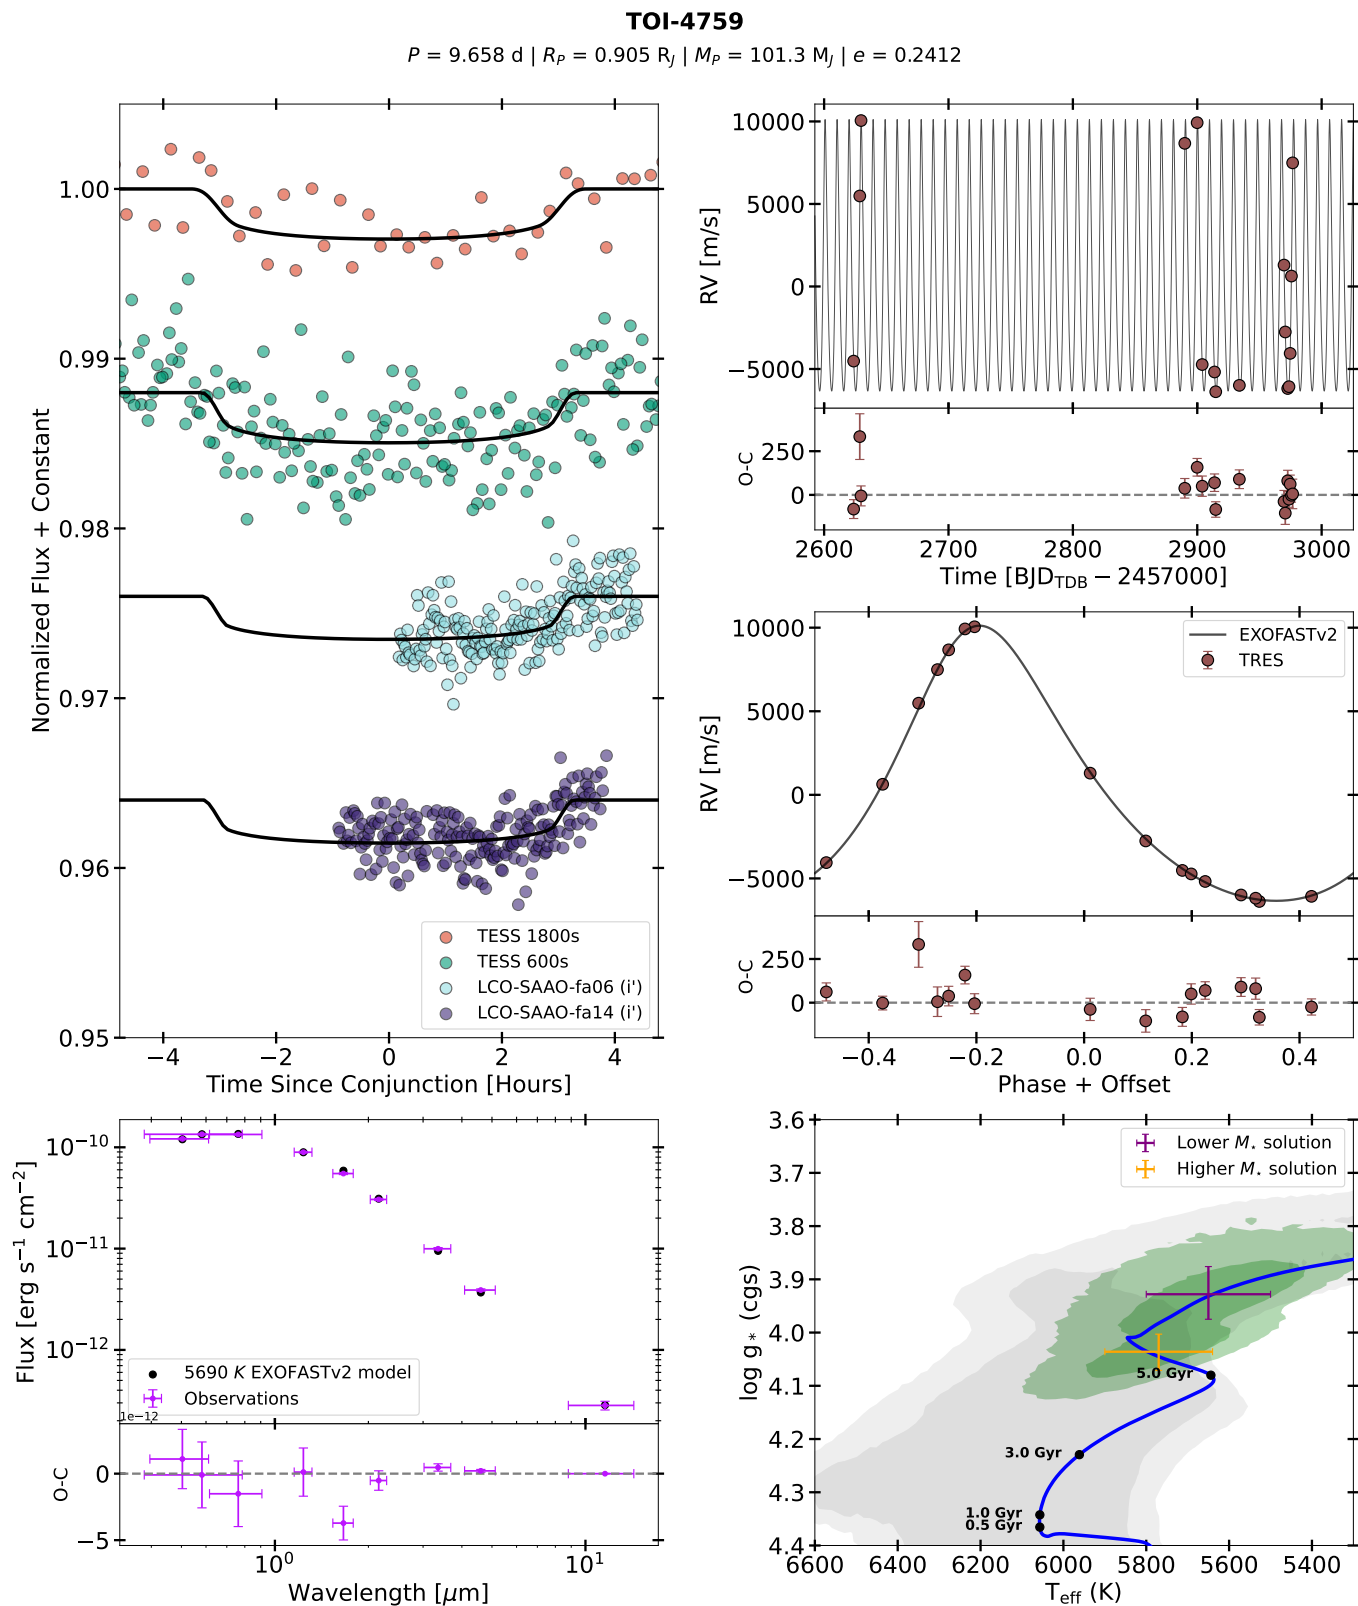 TOI-4759
P = 9.658 d | R_P = 0.905 R_J | M_P = 101.3 M_J | e = 0.2412
Normalized Flux + Constant
1.00
0.99
0.98
0.97
0.96
0.95
TESS 1800s
TESS 600s
LCO-SAAO-fa06 (i')
LCO-SAAO-fa14 (i')
−4 −2 0 2 4
Time Since Conjunction [Hours]
RV [m/s]
10000
5000
0
−5000
O-C
250
0
2600 2700 2800 2900 3000
Time [BJD_TDB − 2457000]
RV [m/s]
10000
5000
0
−5000
EXOFASTv2
TRES
O-C
250
0
−0.4 −0.2 0.0 0.2 0.4
Phase + Offset
Flux [erg s⁻¹ cm⁻²]
10⁻¹⁰
10⁻¹¹
10⁻¹²
5690 K EXOFASTv2 model
Observations
1e−12
O-C
0
−5
10⁰ 10¹
Wavelength [μm]
log g* (cgs)
3.6
3.7
3.8
3.9
4.0
4.1
4.2
4.3
4.4
Lower M⋆ solution
Higher M⋆ solution
5.0 Gyr
3.0 Gyr
1.0 Gyr
0.5 Gyr
6600 6400 6200 6000 5800 5600 5400
T_eff (K)